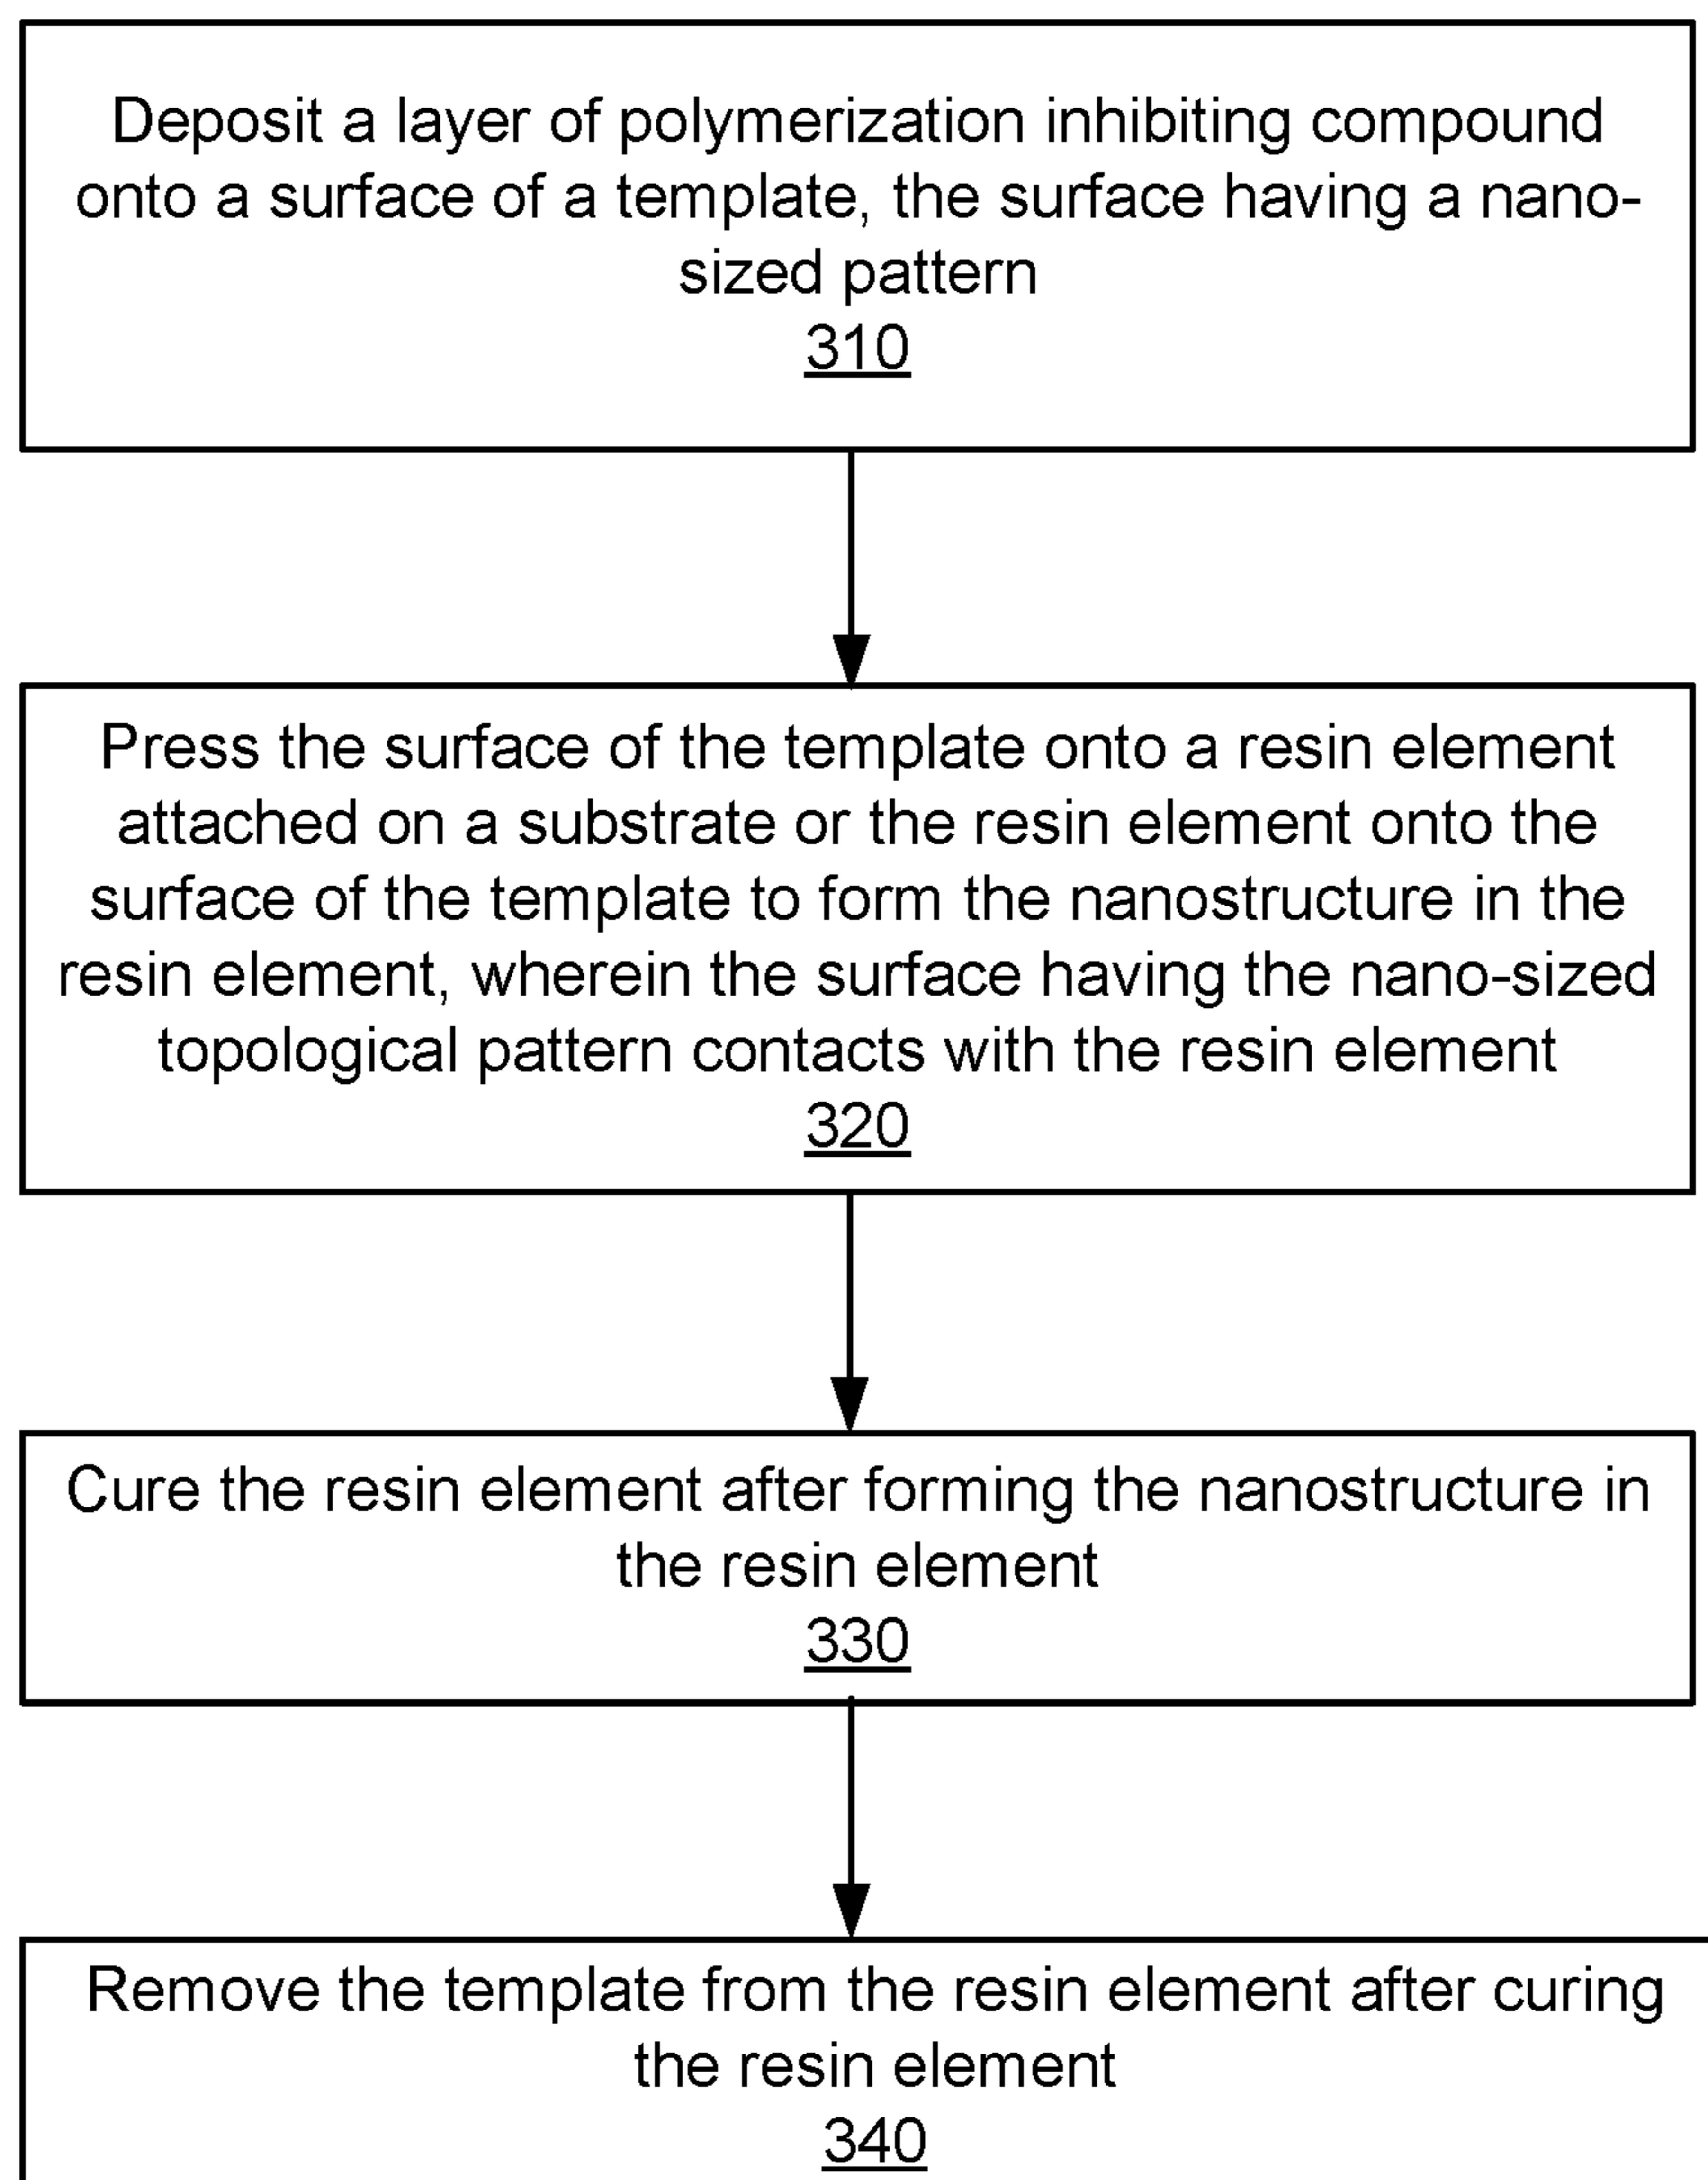 Deposit a layer of polymerization inhibiting compound
onto a surface of a template, the surface having a nano-
sized pattern
310
Press the surface of the template onto a resin element
attached on a substrate or the resin element onto the
surface of the template to form the nanostructure in the
resin element, wherein the surface having the nano-sized
topological pattern contacts with the resin element
320
Cure the resin element after forming the nanostructure in
the resin element
330
Remove the template from the resin element after curing
the resin element
340